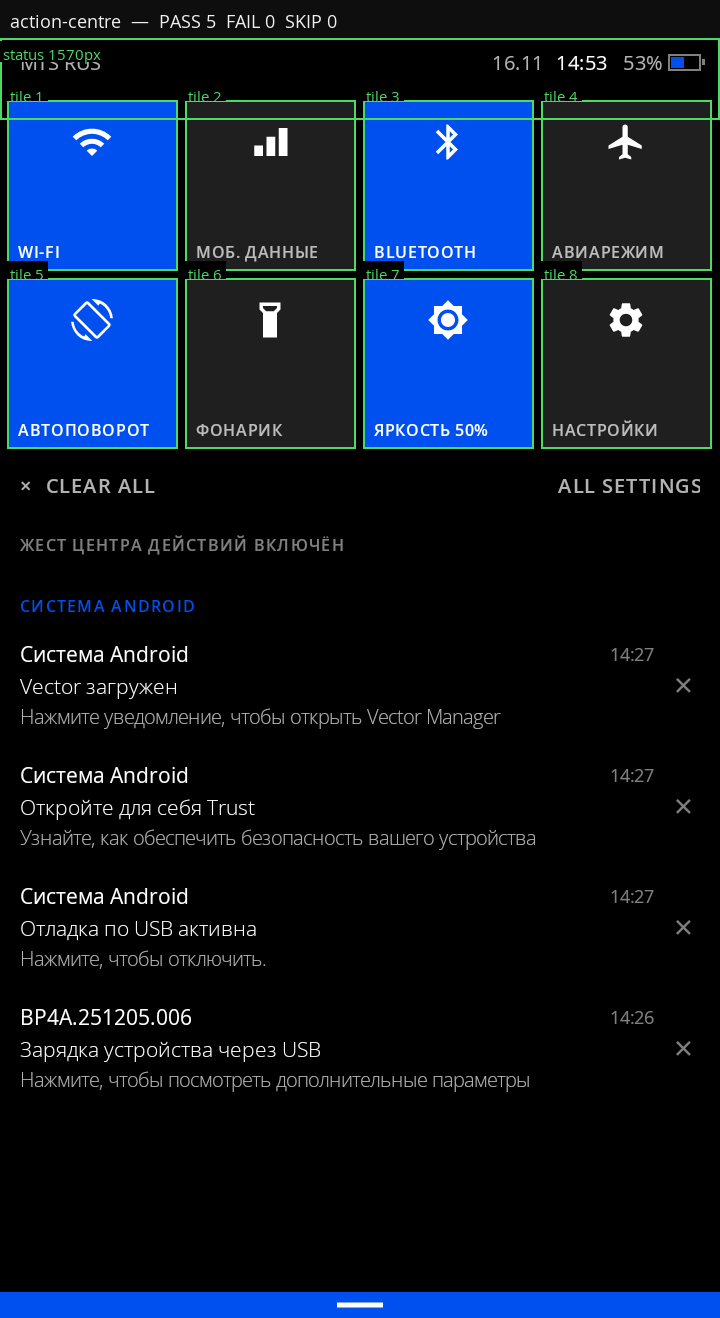 action-centre — PASS 5 FAIL 0 SKIP 0
status 1570px
MTS RUS 16.11 14:53 53%
tile 1 tile 2 tile 3 tile 4
WI-FI МОБ. ДАННЫЕ BLUETOOTH АВИАРЕЖИМ
tile 5 tile 6 tile 7 tile 8
АВТОПОВОРОТ ФОНАРИК ЯРКОСТЬ 50% НАСТРОЙКИ
× CLEAR ALL ALL SETTINGS
ЖЕСТ ЦЕНТРА ДЕЙСТВИЙ ВКЛЮЧЁН
СИСТЕМА ANDROID
Система Android 14:27
Vector загружен
Нажмите уведомление, чтобы открыть Vector Manager
Система Android 14:27
Откройте для себя Trust
Узнайте, как обеспечить безопасность вашего устройства
Система Android 14:27
Отладка по USB активна
Нажмите, чтобы отключить.
BP4A.251205.006 14:26
Зарядка устройства через USB
Нажмите, чтобы посмотреть дополнительные параметры